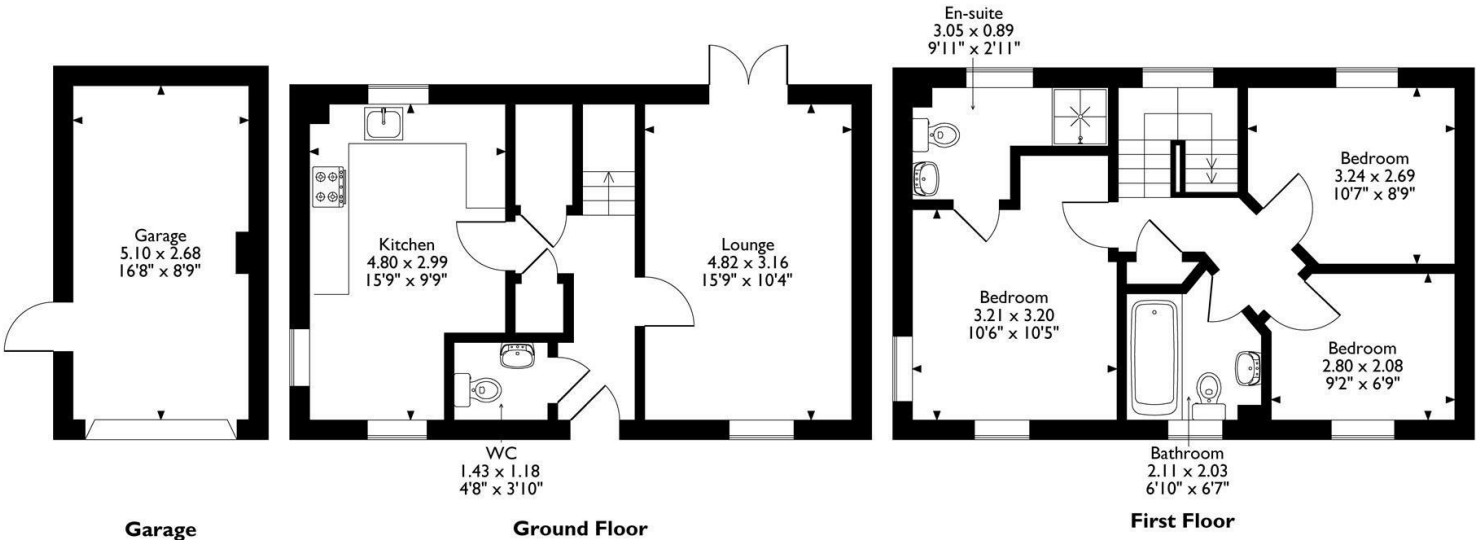 Garage
5.10 x 2.68
16'8" x 8'9"
Garage
Kitchen
4.80 x 2.99
15'9" x 9'9"
Lounge
4.82 x 3.16
15'9" x 10'4"
WC
1.43 x 1.18
4'8" x 3'10"
Ground Floor
En-suite
3.05 x 0.89
9'11" x 2'11"
Bedroom
3.24 x 2.69
10'7" x 8'9"
Bedroom
3.21 x 3.20
10'6" x 10'5"
Bedroom
2.80 x 2.08
9'2" x 6'9"
Bathroom
2.11 x 2.03
6'10" x 6'7"
First Floor